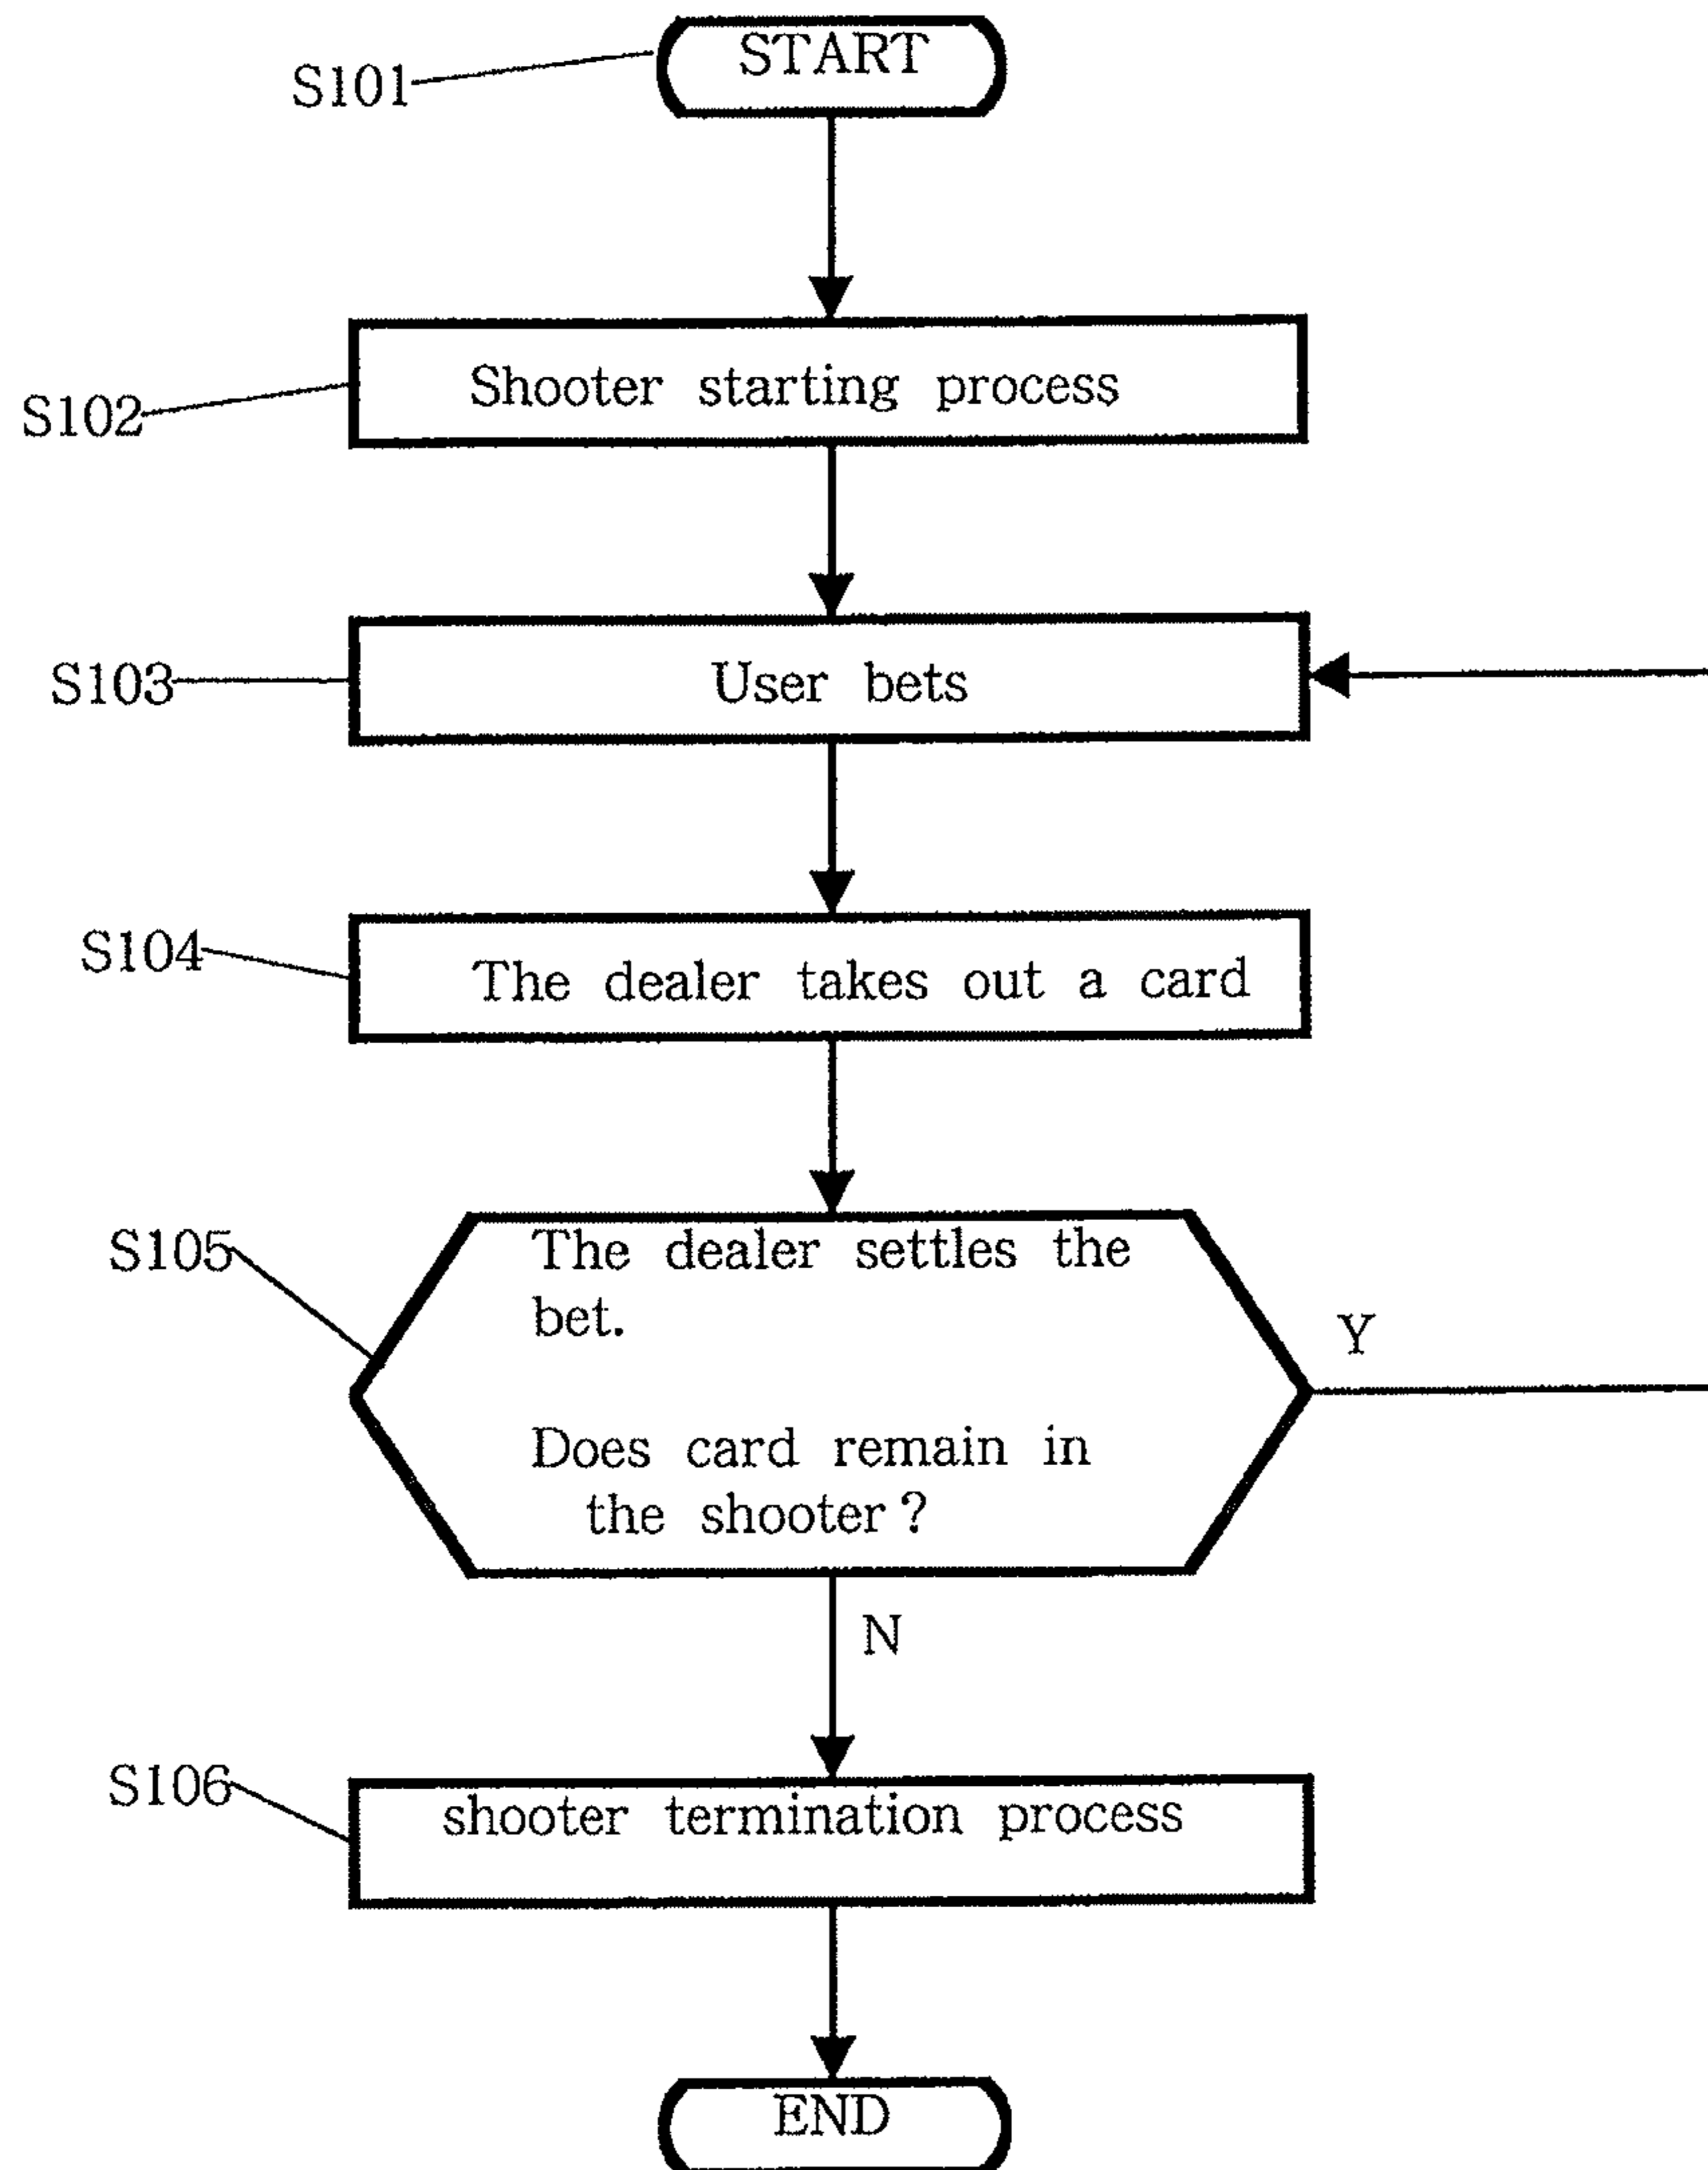 START
S101
Shooter starting process
S102
User bets
S103
S104
The dealer takes out a card
S105
The dealer settles the
bet.
Y
Does card remain in
the shooter ?
N
S106
shooter termination process
END